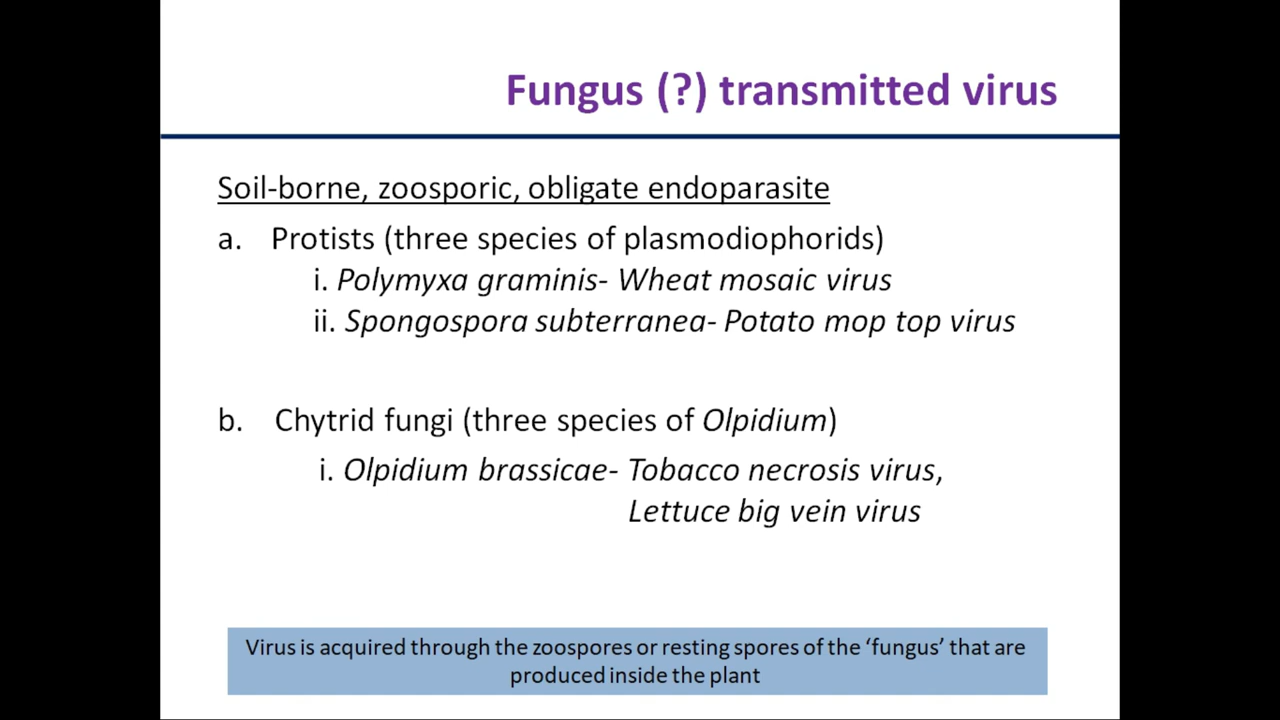 Fungus (?) transmitted virus
Soil-borne, zoosporic, obligate endoparasite
a. Protists (three species of plasmodiophorids)
i. Polymyxa graminis- Wheat mosaic virus
ii. Spongospora subterranea- Potato mop top virus
b. Chytrid fungi (three species of Olpidium)
i. Olpidium brassicae- Tobacco necrosis virus,
Lettuce big vein virus
Virus is acquired through the zoospores or resting spores of the ‘fungus’ that are
produced inside the plant